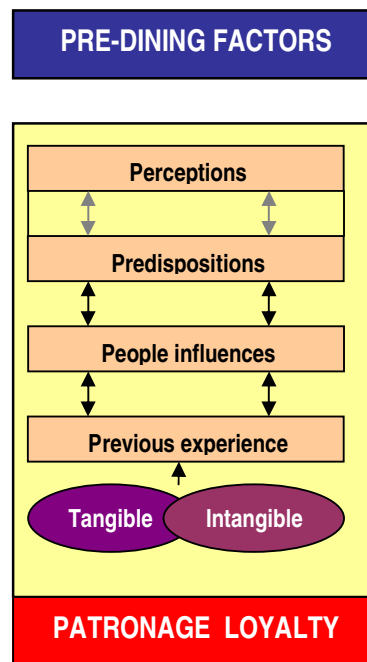 PRE-DINING FACTORS
Perceptions
Predispositions
People influences
Previous experience
Tangible Intangible
PATRONAGE LOYALTY